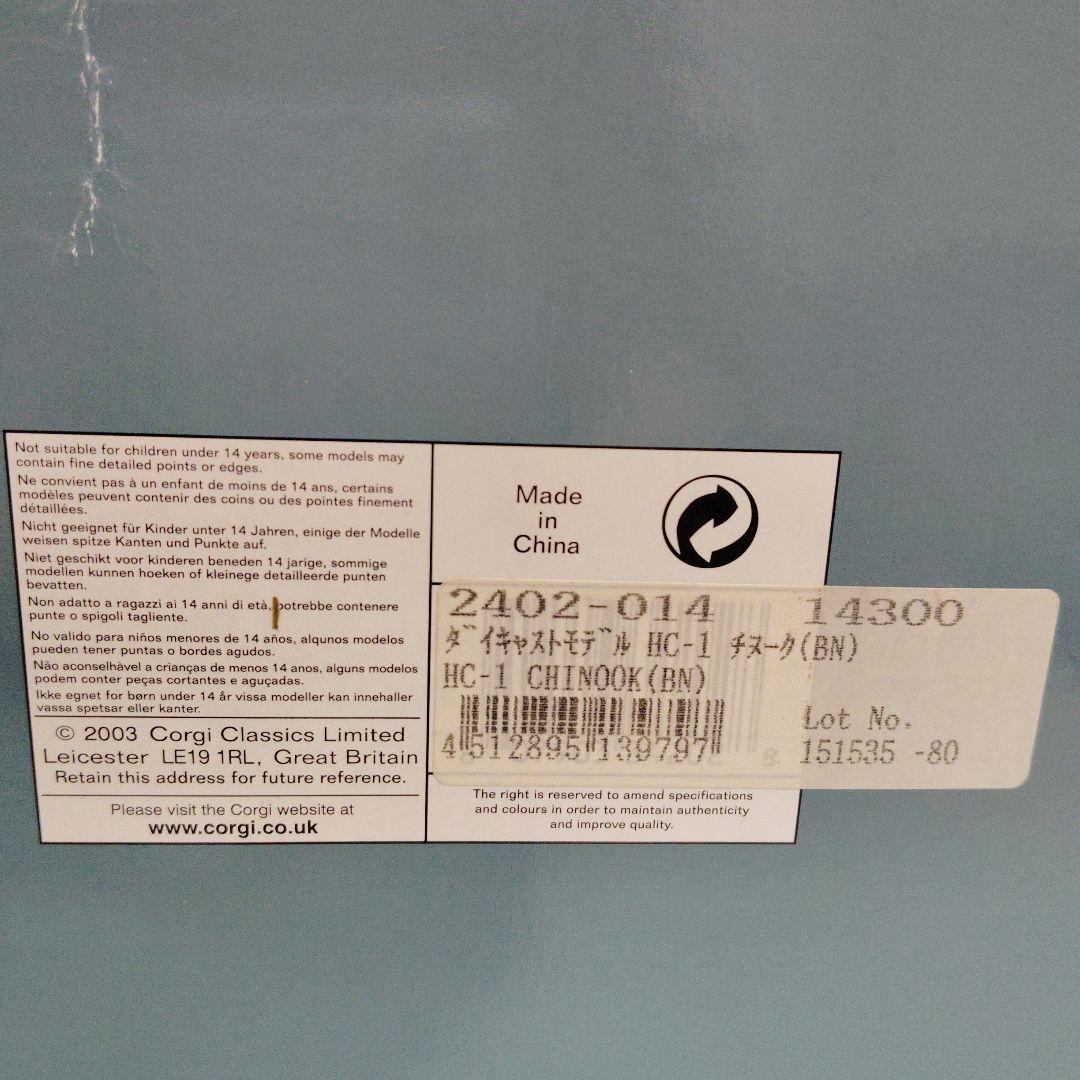 Not suitable for children under 14 years, some models may
contain fine detailed points or edges.
Ne convient pas à un enfant de moins de 14 ans, certains
modèles peuvent contenir des coins ou des pointes finement
détaillées.
Nicht geeignet für Kinder unter 14 Jahren, einige der Modelle
weisen spitze Kanten und Punkte auf.
Niet geschikt voor kinderen beneden 14 jarige, sommige
modellen kunnen hoeken of kleinege detailleerde punten
bevatten.
Non adatto a ragazzi ai 14 anni di età, potrebbe contenere
punte o spigoli tagliente.
No valido para niños menores de 14 años, alqunos modelos
pueden tener puntas o bordes agudos.
Não aconselhàvel a crianças de menos 14 anos, alguns modelos
podem conter peças cortantes e aguçadas.
Ikke egnet for børn under 14 år vissa modeller kan innehaller
vassa spetsar eller kanter.
© 2003 Corgi Classics Limited
Leicester LE19 1RL, Great Britain
Retain this address for future reference.
Please visit the Corgi website at
www.corgi.co.uk
Made
in
China
2402-014 14300
ダイキャストモデル HC-1 チヌーク(BN)
HC-1 CHINOOK(BN)
4512895139797
Lot No.
151535 -80
The right is reserved to amend specifications
and colours in order to maintain authenticity
and improve quality.